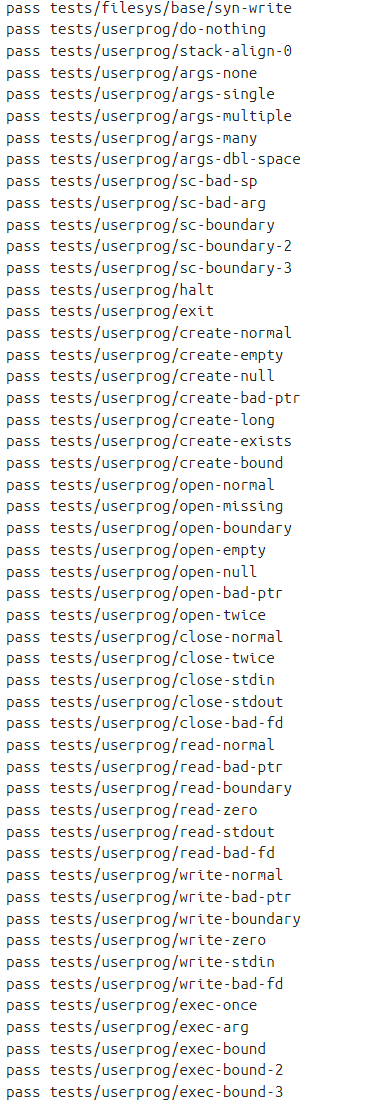 pass tests/filesys/base/syn-write
pass tests/userprog/do-nothing
pass tests/userprog/stack-align-0
pass tests/userprog/args-none
pass tests/userprog/args-single
pass tests/userprog/args-multiple
pass tests/userprog/args-many
pass tests/userprog/args-dbl-space
pass tests/userprog/sc-bad-sp
pass tests/userprog/sc-bad-arg
pass tests/userprog/sc-boundary
pass tests/userprog/sc-boundary-2
pass tests/userprog/sc-boundary-3
pass tests/userprog/halt
pass tests/userprog/exit
pass tests/userprog/create-normal
pass tests/userprog/create-empty
pass tests/userprog/create-null
pass tests/userprog/create-bad-ptr
pass tests/userprog/create-long
pass tests/userprog/create-exists
pass tests/userprog/create-bound
pass tests/userprog/open-normal
pass tests/userprog/open-missing
pass tests/userprog/open-boundary
pass tests/userprog/open-empty
pass tests/userprog/open-null
pass tests/userprog/open-bad-ptr
pass tests/userprog/open-twice
pass tests/userprog/close-normal
pass tests/userprog/close-twice
pass tests/userprog/close-stdin
pass tests/userprog/close-stdout
pass tests/userprog/close-bad-fd
pass tests/userprog/read-normal
pass tests/userprog/read-bad-ptr
pass tests/userprog/read-boundary
pass tests/userprog/read-zero
pass tests/userprog/read-stdout
pass tests/userprog/read-bad-fd
pass tests/userprog/write-normal
pass tests/userprog/write-bad-ptr
pass tests/userprog/write-boundary
pass tests/userprog/write-zero
pass tests/userprog/write-stdin
pass tests/userprog/write-bad-fd
pass tests/userprog/exec-once
pass tests/userprog/exec-arg
pass tests/userprog/exec-bound
pass tests/userprog/exec-bound-2
pass tests/userprog/exec-bound-3